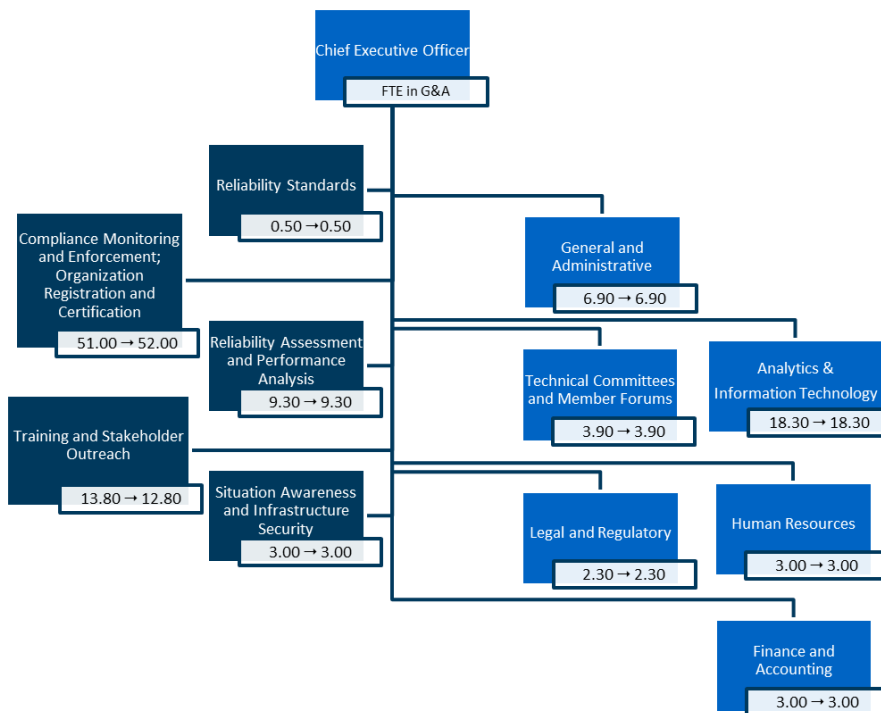 Chief Executive Officer
FTE in G&A
Reliability Standards
0.50 → 0.50
Compliance Monitoring
and Enforcement;
Organization
Registration and
Certification
51.00 → 52.00
General and
Administrative
6.90 → 6.90
Reliability Assessment
and Performance
Analysis
9.30 → 9.30
Technical Committees
and Member Forums
3.90 → 3.90
Analytics &
Information Technology
18.30 → 18.30
Training and Stakeholder
Outreach
13.80 → 12.80
Situation Awareness
and Infrastructure
Security
3.00 → 3.00
Legal and Regulatory
2.30 → 2.30
Human Resources
3.00 → 3.00
Finance and
Accounting
3.00 → 3.00